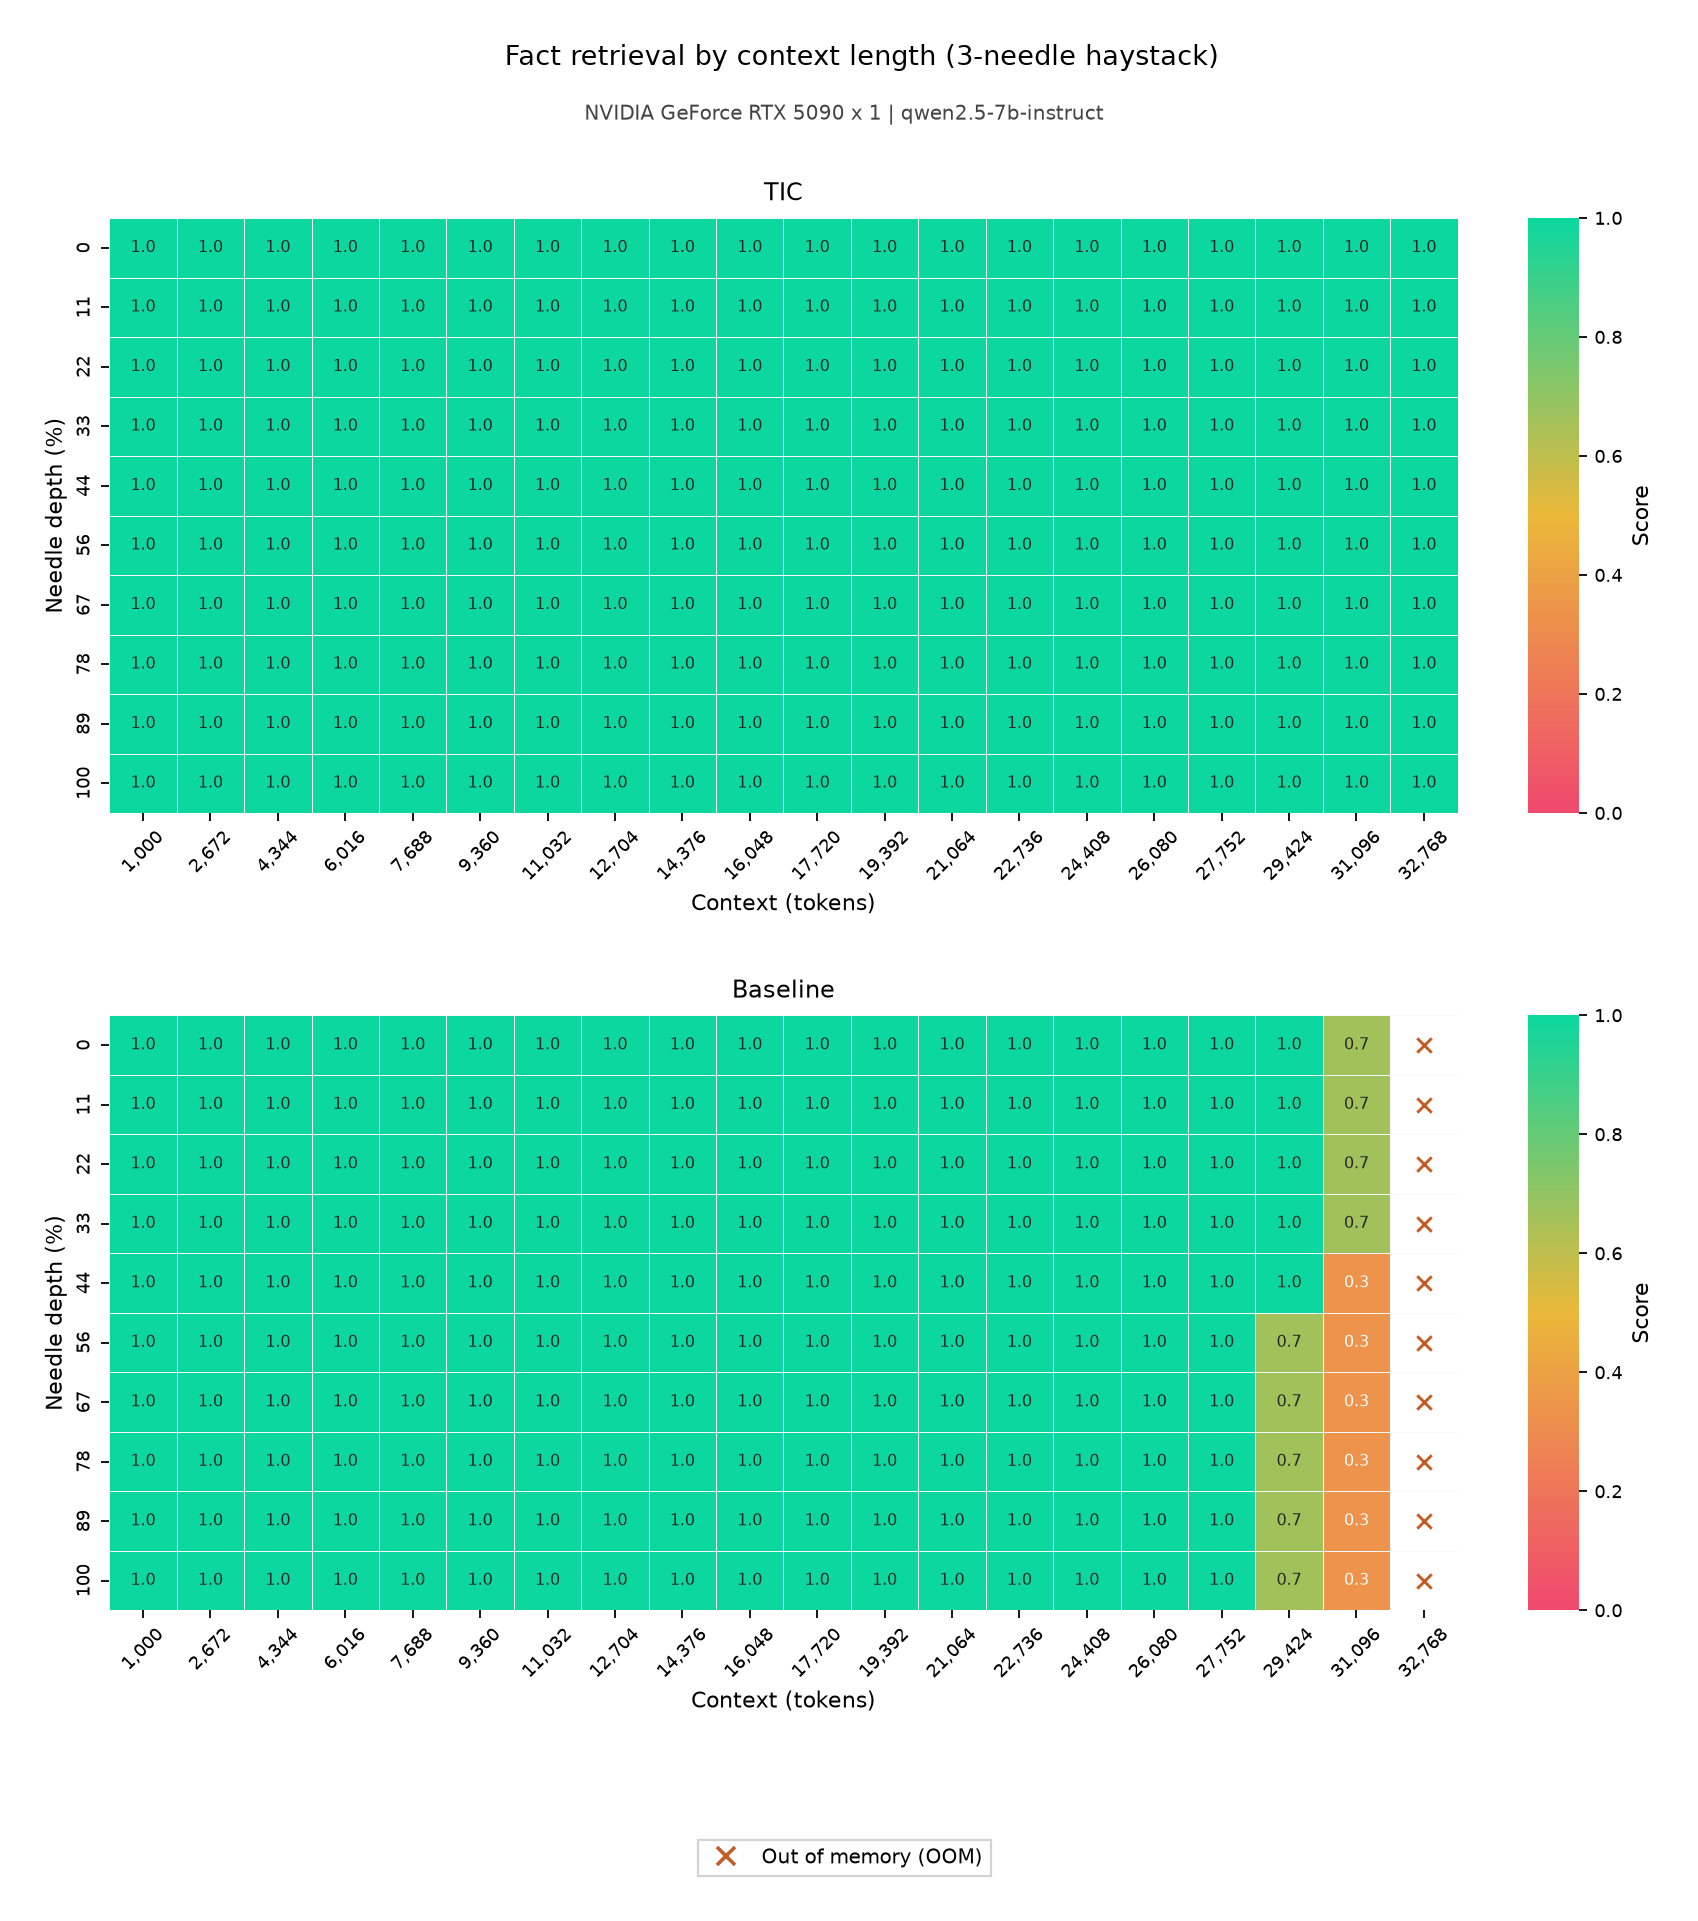 Fact retrieval by context length (3-needle haystack)
NVIDIA GeForce RTX 5090 x 1 | qwen2.5-7b-instruct
TIC
Needle depth (%)
0 1.0 1.0 1.0 1.0 1.0 1.0 1.0 1.0 1.0 1.0 1.0 1.0 1.0 1.0 1.0 1.0 1.0 1.0 1.0 1.0
11 1.0 1.0 1.0 1.0 1.0 1.0 1.0 1.0 1.0 1.0 1.0 1.0 1.0 1.0 1.0 1.0 1.0 1.0 1.0 1.0
22 1.0 1.0 1.0 1.0 1.0 1.0 1.0 1.0 1.0 1.0 1.0 1.0 1.0 1.0 1.0 1.0 1.0 1.0 1.0 1.0
33 1.0 1.0 1.0 1.0 1.0 1.0 1.0 1.0 1.0 1.0 1.0 1.0 1.0 1.0 1.0 1.0 1.0 1.0 1.0 1.0
44 1.0 1.0 1.0 1.0 1.0 1.0 1.0 1.0 1.0 1.0 1.0 1.0 1.0 1.0 1.0 1.0 1.0 1.0 1.0 1.0
56 1.0 1.0 1.0 1.0 1.0 1.0 1.0 1.0 1.0 1.0 1.0 1.0 1.0 1.0 1.0 1.0 1.0 1.0 1.0 1.0
67 1.0 1.0 1.0 1.0 1.0 1.0 1.0 1.0 1.0 1.0 1.0 1.0 1.0 1.0 1.0 1.0 1.0 1.0 1.0 1.0
78 1.0 1.0 1.0 1.0 1.0 1.0 1.0 1.0 1.0 1.0 1.0 1.0 1.0 1.0 1.0 1.0 1.0 1.0 1.0 1.0
89 1.0 1.0 1.0 1.0 1.0 1.0 1.0 1.0 1.0 1.0 1.0 1.0 1.0 1.0 1.0 1.0 1.0 1.0 1.0 1.0
100 1.0 1.0 1.0 1.0 1.0 1.0 1.0 1.0 1.0 1.0 1.0 1.0 1.0 1.0 1.0 1.0 1.0 1.0 1.0 1.0
1,000 2,672 4,344 6,016 7,688 9,360 11,032 12,704 14,376 16,048 17,720 19,392 21,064 22,736 24,408 26,080 27,752 29,424 31,096 32,768
Context (tokens)
1.0
0.8
0.6
0.4
0.2
0.0
Score
Baseline
Needle depth (%)
0 1.0 1.0 1.0 1.0 1.0 1.0 1.0 1.0 1.0 1.0 1.0 1.0 1.0 1.0 1.0 1.0 1.0 1.0 0.7
11 1.0 1.0 1.0 1.0 1.0 1.0 1.0 1.0 1.0 1.0 1.0 1.0 1.0 1.0 1.0 1.0 1.0 1.0 0.7
22 1.0 1.0 1.0 1.0 1.0 1.0 1.0 1.0 1.0 1.0 1.0 1.0 1.0 1.0 1.0 1.0 1.0 1.0 0.7
33 1.0 1.0 1.0 1.0 1.0 1.0 1.0 1.0 1.0 1.0 1.0 1.0 1.0 1.0 1.0 1.0 1.0 1.0 0.7
44 1.0 1.0 1.0 1.0 1.0 1.0 1.0 1.0 1.0 1.0 1.0 1.0 1.0 1.0 1.0 1.0 1.0 1.0 0.3
56 1.0 1.0 1.0 1.0 1.0 1.0 1.0 1.0 1.0 1.0 1.0 1.0 1.0 1.0 1.0 1.0 1.0 0.7 0.3
67 1.0 1.0 1.0 1.0 1.0 1.0 1.0 1.0 1.0 1.0 1.0 1.0 1.0 1.0 1.0 1.0 1.0 0.7 0.3
78 1.0 1.0 1.0 1.0 1.0 1.0 1.0 1.0 1.0 1.0 1.0 1.0 1.0 1.0 1.0 1.0 1.0 0.7 0.3
89 1.0 1.0 1.0 1.0 1.0 1.0 1.0 1.0 1.0 1.0 1.0 1.0 1.0 1.0 1.0 1.0 1.0 0.7 0.3
100 1.0 1.0 1.0 1.0 1.0 1.0 1.0 1.0 1.0 1.0 1.0 1.0 1.0 1.0 1.0 1.0 1.0 0.7 0.3
1,000 2,672 4,344 6,016 7,688 9,360 11,032 12,704 14,376 16,048 17,720 19,392 21,064 22,736 24,408 26,080 27,752 29,424 31,096 32,768
Context (tokens)
1.0
0.8
0.6
0.4
0.2
0.0
Score
Out of memory (OOM)